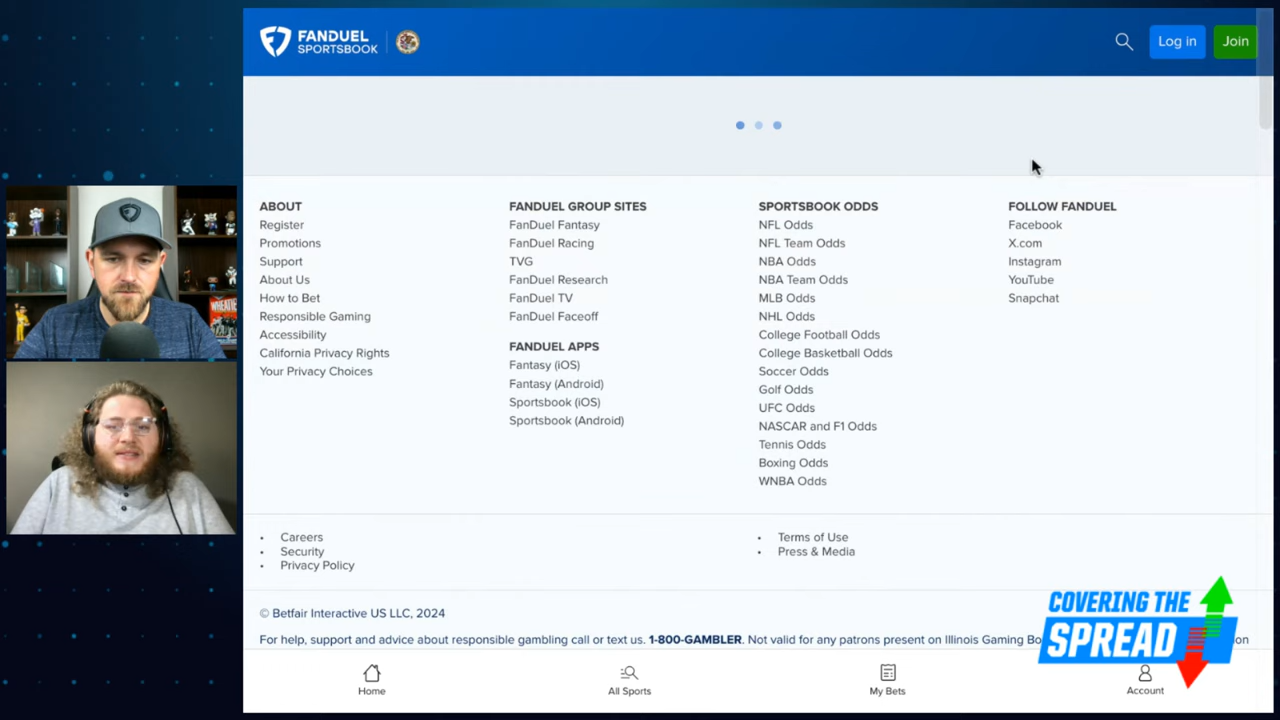 FANDUEL
SPORTSBOOK
Log in
Join
ABOUT
Register
Promotions
Support
About Us
How to Bet
Responsible Gaming
Accessibility
California Privacy Rights
Your Privacy Choices
FANDUEL GROUP SITES
FanDuel Fantasy
FanDuel Racing
TVG
FanDuel Research
FanDuel TV
FanDuel Faceoff
FANDUEL APPS
Fantasy (iOS)
Fantasy (Android)
Sportsbook (iOS)
Sportsbook (Android)
SPORTSBOOK ODDS
NFL Odds
NFL Team Odds
NBA Odds
NBA Team Odds
MLB Odds
NHL Odds
College Football Odds
College Basketball Odds
Soccer Odds
Golf Odds
UFC Odds
NASCAR and F1 Odds
Tennis Odds
Boxing Odds
WNBA Odds
FOLLOW FANDUEL
Facebook
X.com
Instagram
YouTube
Snapchat
• Careers
• Security
• Privacy Policy
• Terms of Use
• Press & Media
© Betfair Interactive US LLC, 2024
For help, support and advice about responsible gambling call or text us. 1-800-GAMBLER. Not valid for any patrons present on Illinois Gaming
Home
All Sports
My Bets
Account
COVERING THE
SPREAD
WHEATIES